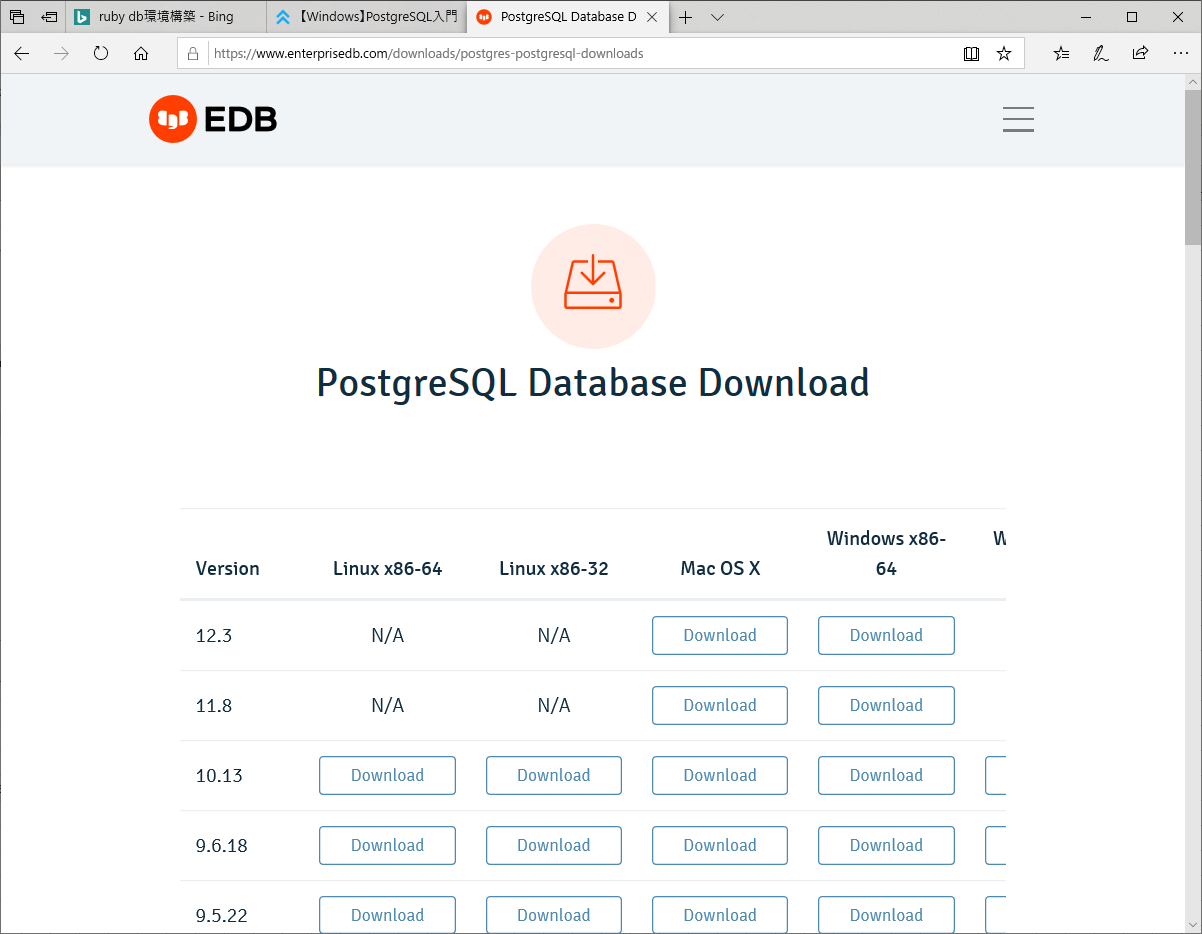 ruby db環境構築 - Bing
【Windows】PostgreSQL入門
PostgreSQL Database D
https://www.enterprisedb.com/downloads/postgres-postgresql-downloads
EDB
PostgreSQL Database Download
Version Linux x86-64 Linux x86-32 Mac OS X Windows x86-
64 W
12.3 N/A N/A Download Download
11.8 N/A N/A Download Download
10.13 Download Download Download Download
9.6.18 Download Download Download Download
9.5.22 Download Download Download Download